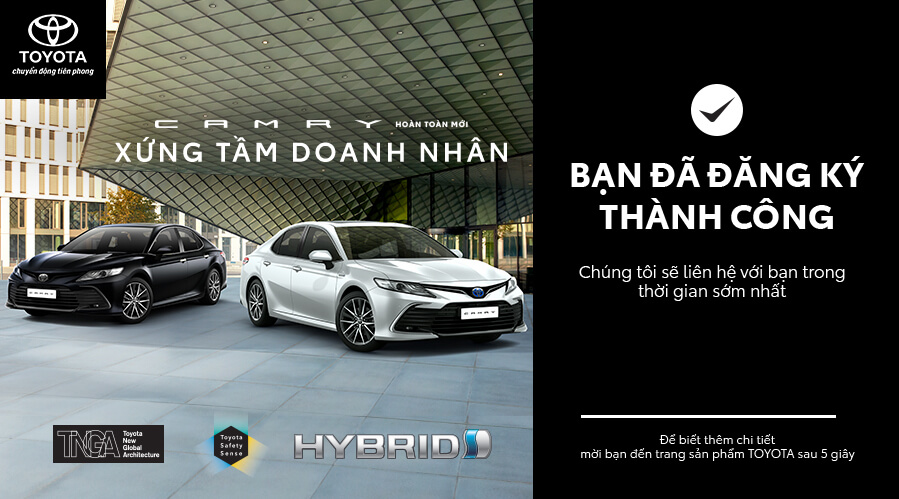 TOYOTA
chuyển động tiên phong
CAMRY HOÀN TOÀN MỚI
XỨNG TẦM DOANH NHÂN
CAMRY
CAMRY
TNGA
Toyota
New
Global
Architecture
Toyota
Safety
Sense
HYBRID
BẠN ĐÃ ĐĂNG KÝ
THÀNH CÔNG
Chúng tôi sẽ liên hệ với bạn trong
thời gian sớm nhất
Để biết thêm chi tiết
mời bạn đến trang sản phẩm TOYOTA sau 5 giây